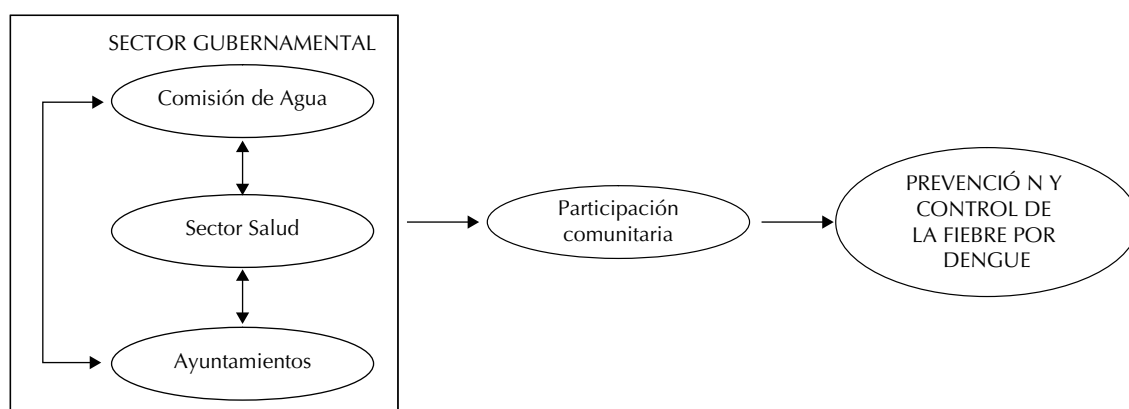 SECTOR GUBERNAMENTAL
Comisión de Agua
Sector Salud
Ayuntamientos
Participación
comunitaria
PREVENCIÓ N Y
CONTROL DE
LA FIEBRE POR
DENGUE